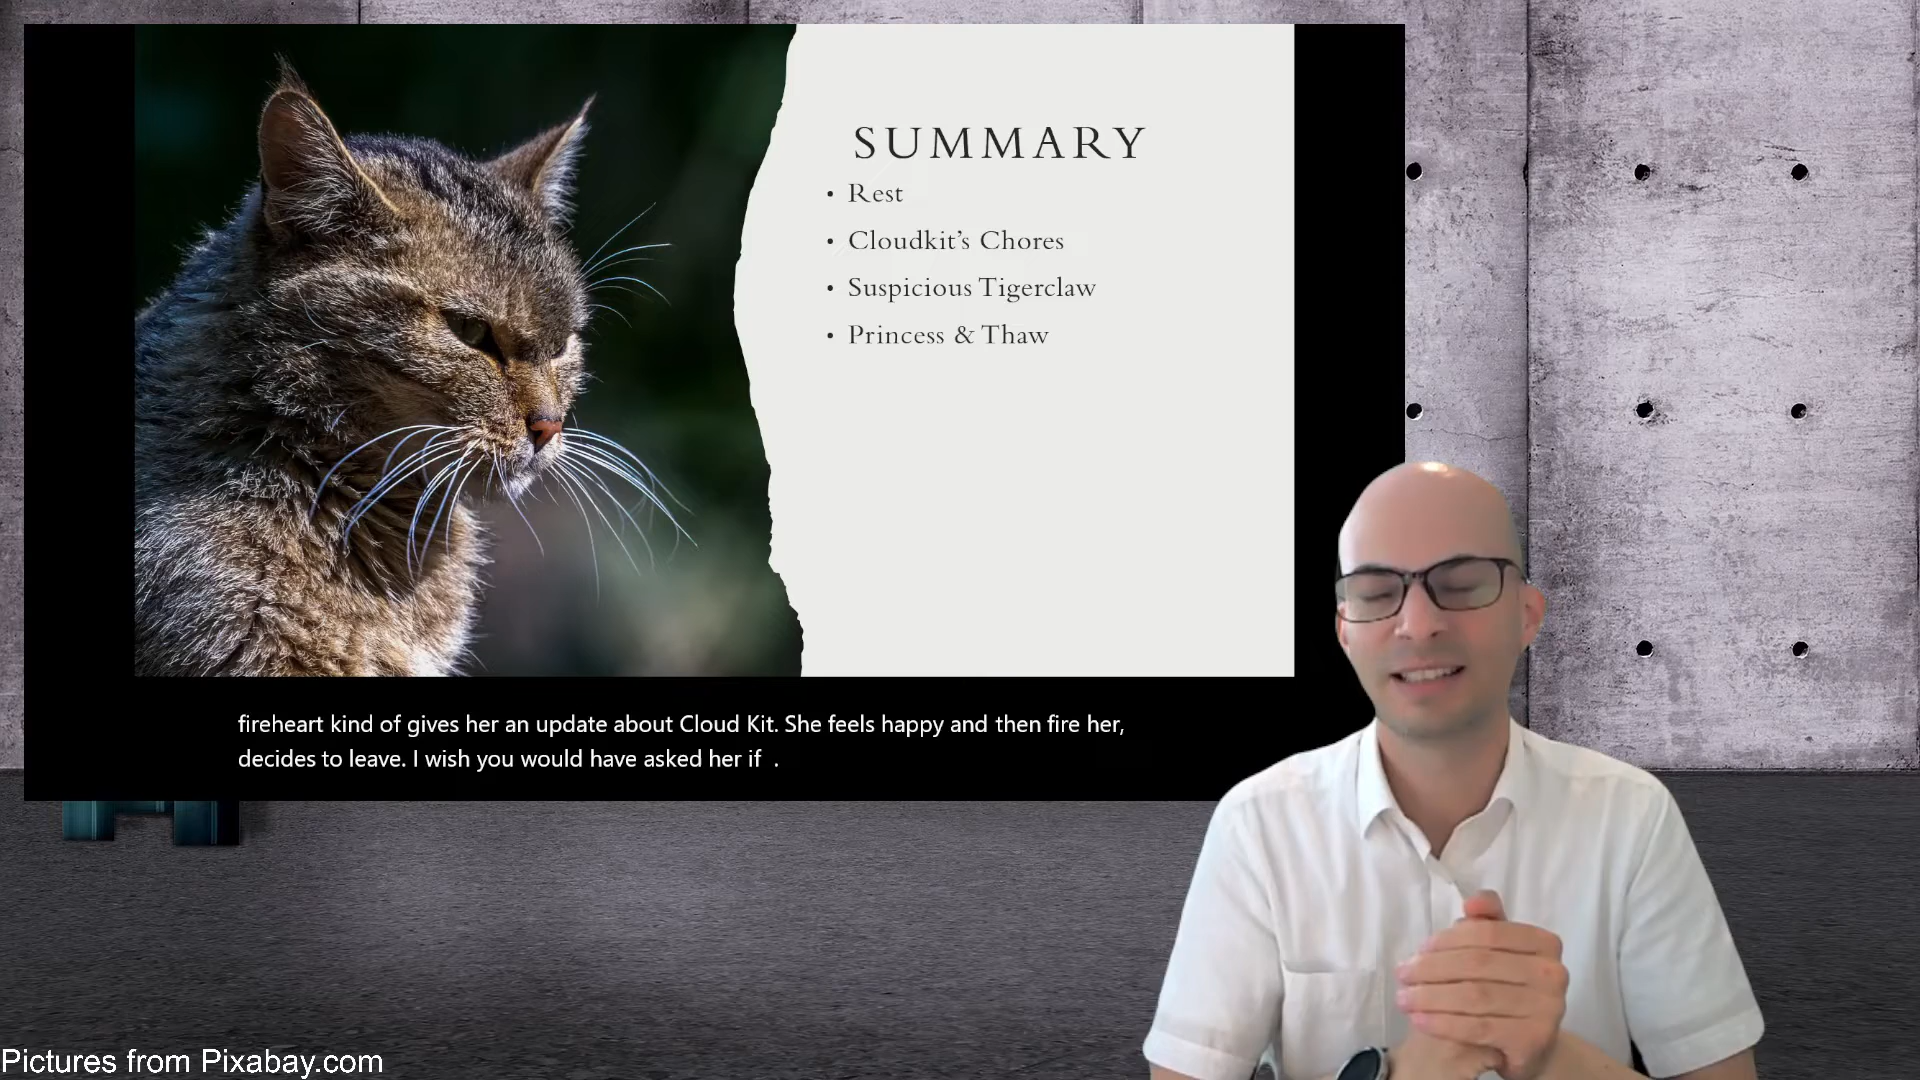 SUMMARY
• Rest
• Cloudkit’s Chores
• Suspicious Tigerclaw
• Princess & Thaw
fireheart kind of gives her an update about Cloud Kit. She feels happy and then fire her,
decides to leave. I wish you would have asked her if  .
Pictures from Pixabay.com